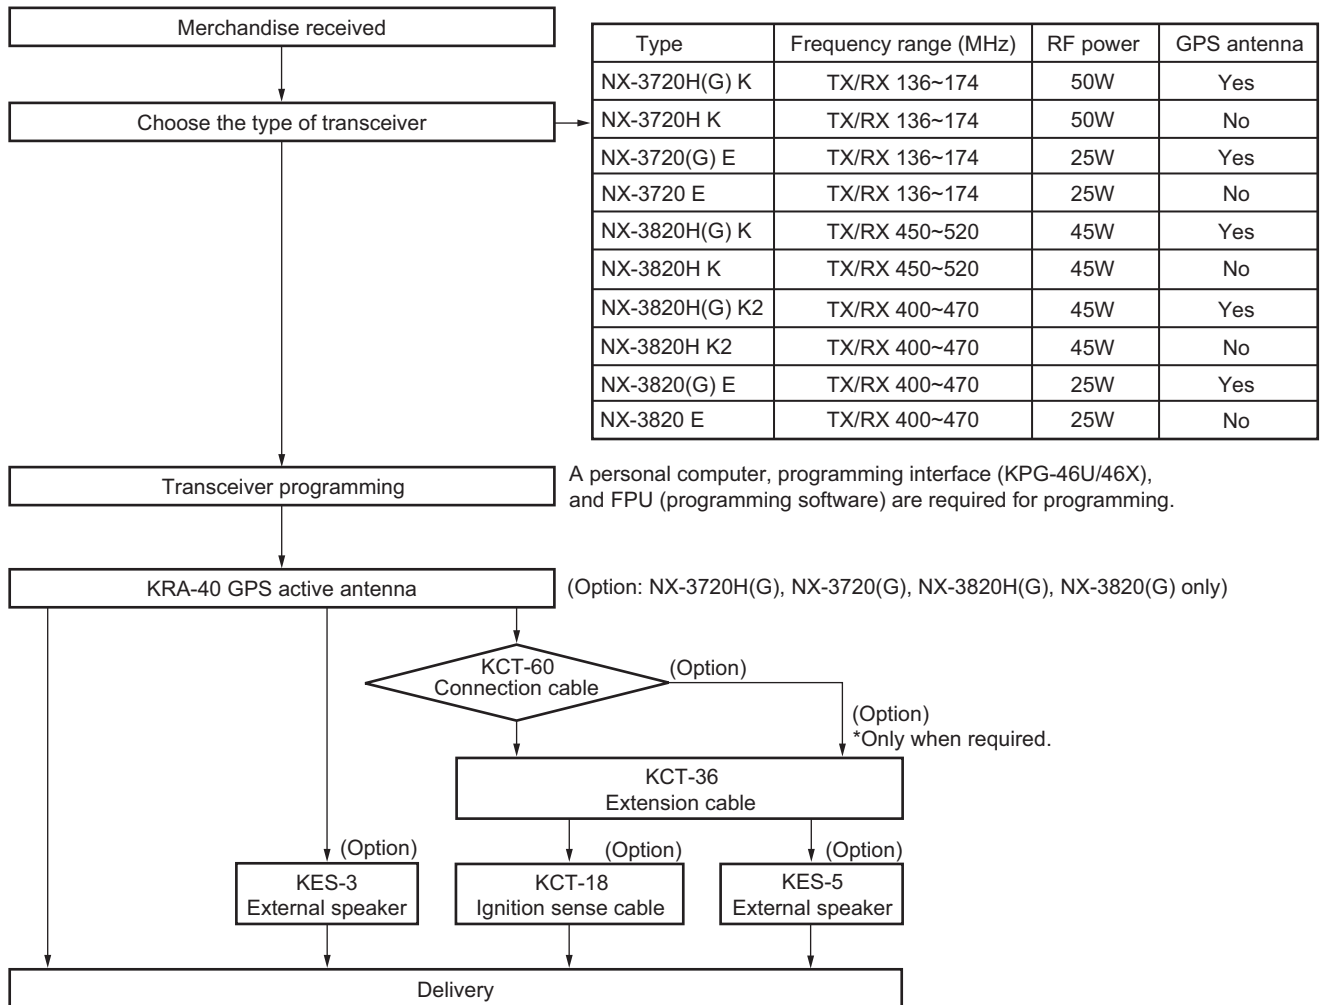 Merchandise received
Choose the type of transceiver
Type Frequency range (MHz) RF power GPS antenna
NX-3720H(G) K TX/RX 136~174 50W Yes
NX-3720H K TX/RX 136~174 50W No
NX-3720(G) E TX/RX 136~174 25W Yes
NX-3720 E TX/RX 136~174 25W No
NX-3820H(G) K TX/RX 450~520 45W Yes
NX-3820H K TX/RX 450~520 45W No
NX-3820H(G) K2 TX/RX 400~470 45W Yes
NX-3820H K2 TX/RX 400~470 45W No
NX-3820(G) E TX/RX 400~470 25W Yes
NX-3820 E TX/RX 400~470 25W No
Transceiver programming
A personal computer, programming interface (KPG-46U/46X),
and FPU (programming software) are required for programming.
KRA-40 GPS active antenna
(Option: NX-3720H(G), NX-3720(G), NX-3820H(G), NX-3820(G) only)
KCT-60
Connection cable
(Option)
(Option)
*Only when required.
KCT-36
Extension cable
(Option)
KES-3
External speaker
(Option)
KCT-18
Ignition sense cable
(Option)
KES-5
External speaker
Delivery